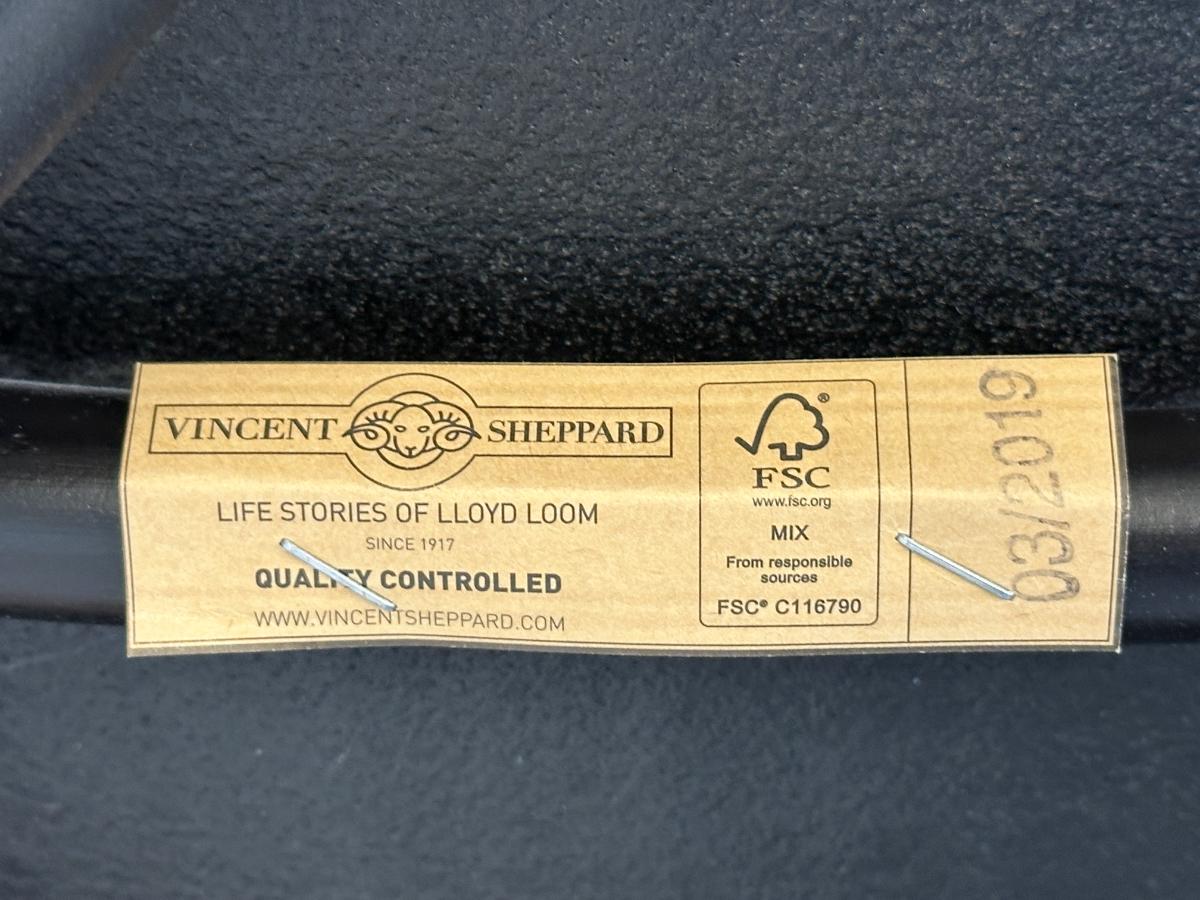 VINCENT SHEPPARD
LIFE STORIES OF LLOYD LOOM
SINCE 1917
QUALITY CONTROLLED
WWW.VINCENTSHEPPARD.COM
®
FSC
www.fsc.org
MIX
From responsible
sources
FSC® C116790
03/2019